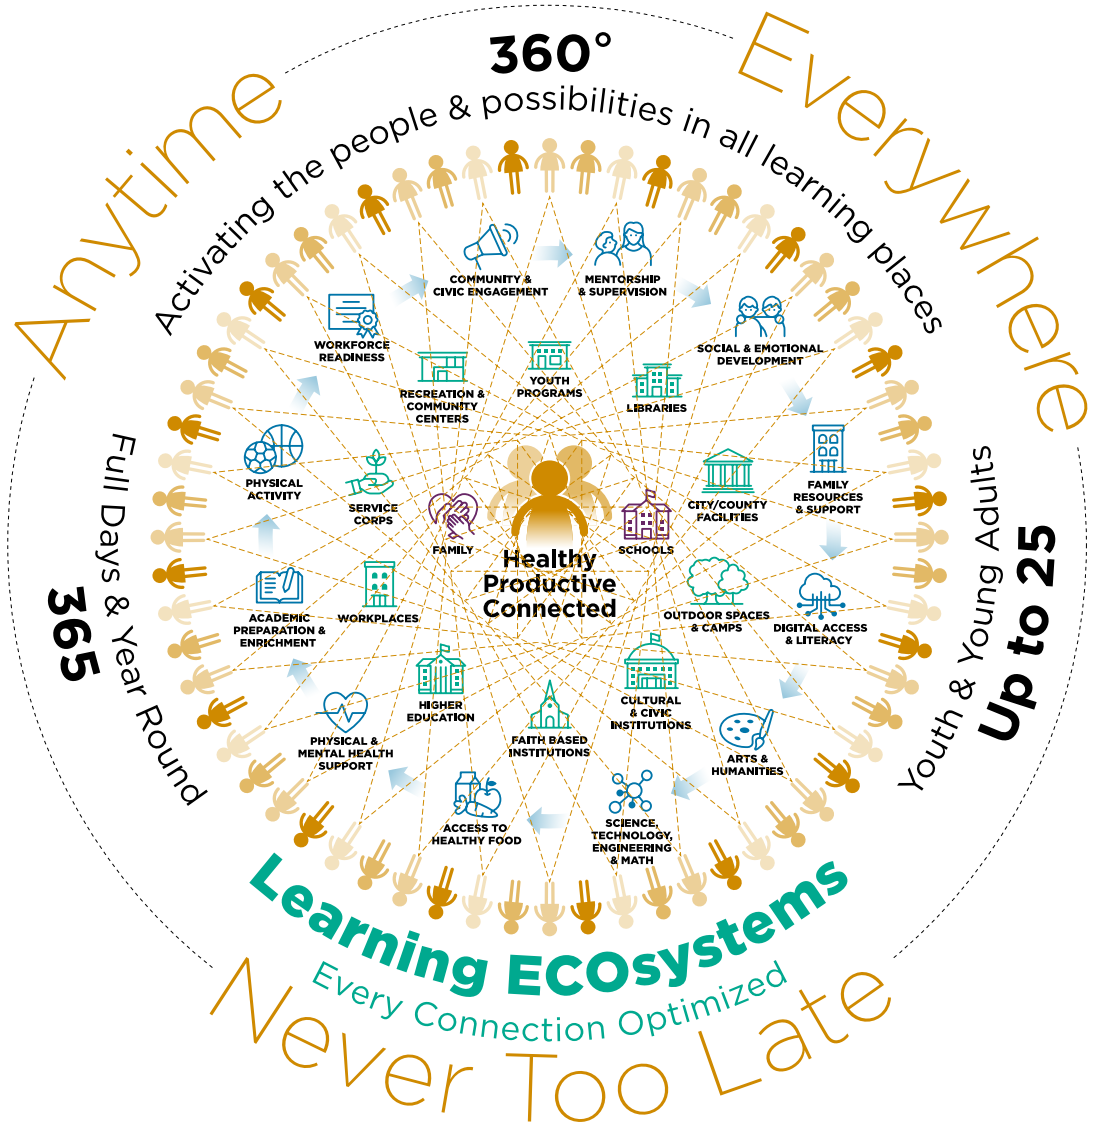 360°
Activating the people & possibilities in all learning places
Anytime
Everywhere
COMMUNITY &
CIVIC ENGAGEMENT
MENTORSHIP
& SUPERVISION
SOCIAL & EMOTIONAL
DEVELOPMENT
FAMILY
RESOURCES
& SUPPORT
DIGITAL ACCESS
& LITERACY
ARTS &
HUMANITIES
SCIENCE,
TECHNOLOGY,
ENGINEERING
& MATH
ACCESS TO
HEALTHY FOOD
PHYSICAL &
MENTAL HEALTH
SUPPORT
ACADEMIC
PREPARATION &
ENRICHMENT
PHYSICAL
ACTIVITY
WORKFORCE
READINESS
RECREATION &
COMMUNITY
CENTERS
YOUTH
PROGRAMS
LIBRARIES
CITY/COUNTY
FACILITIES
OUTDOOR SPACES
& CAMPS
CULTURAL
& CIVIC
INSTITUTIONS
FAITH BASED
INSTITUTIONS
HIGHER
EDUCATION
WORKPLACES
SERVICE
CORPS
FAMILY
SCHOOLS
Healthy
Productive
Connected
Full Days & Year Round
365
Youth & Young Adults
Up to 25
Learning ECOsystems
Every Connection Optimized
Never Too Late